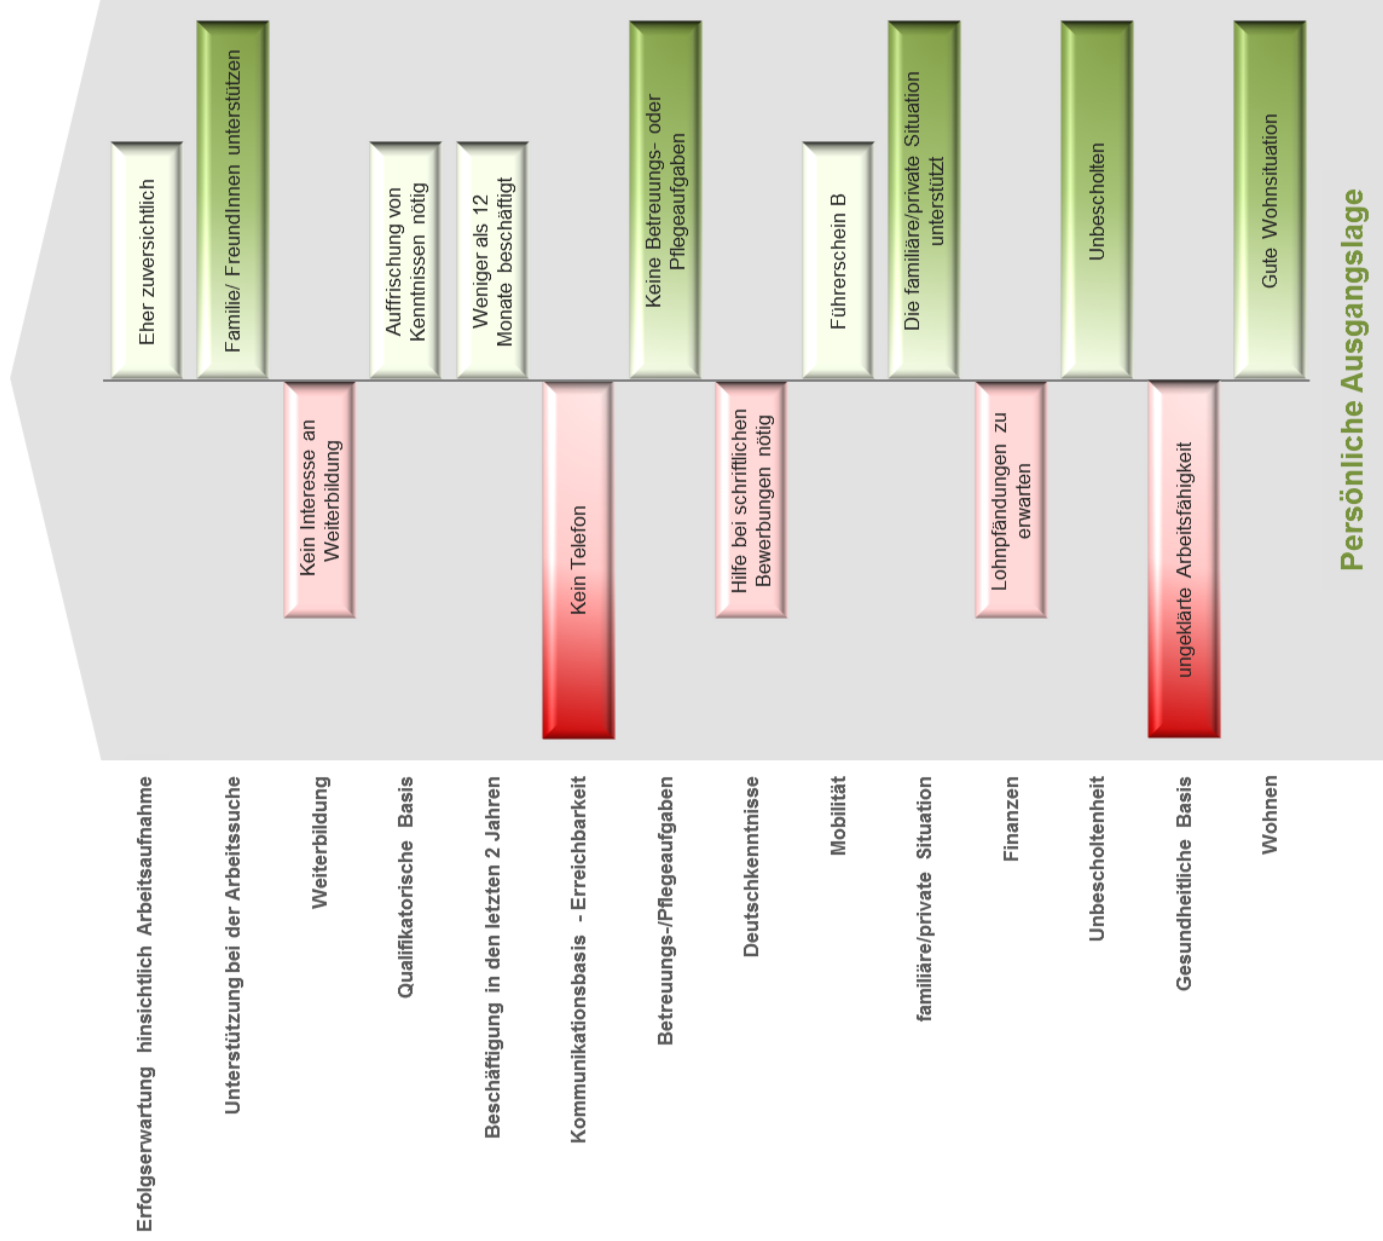 Erfolgserwartung hinsichtlich Arbeitsaufnahme
Eher zuversichtlich
Unterstützung bei der Arbeitssuche
Familie/ FreundInnen unterstützen
Weiterbildung
Kein Interesse an
Weiterbildung
Qualifikatorische Basis
Auffrischung von
Kenntnissen nötig
Beschäftigung in den letzten 2 Jahren
Weniger als 12
Monate beschäftigt
Kommunikationsbasis - Erreichbarkeit
Kein Telefon
Betreuungs-/Pflegeaufgaben
Keine Betreuungs- oder
Pflegeaufgaben
Deutschkenntnisse
Hilfe bei schriftlichen
Bewerbungen nötig
Mobilität
Führerschein B
familiäre/private Situation
Die familiäre/private Situation
unterstützt
Finanzen
Lohnpfändungen zu
erwarten
Unbescholtenheit
Unbescholten
Gesundheitliche Basis
ungeklärte Arbeitsfähigkeit
Wohnen
Gute Wohnsituation
Persönliche Ausgangslage